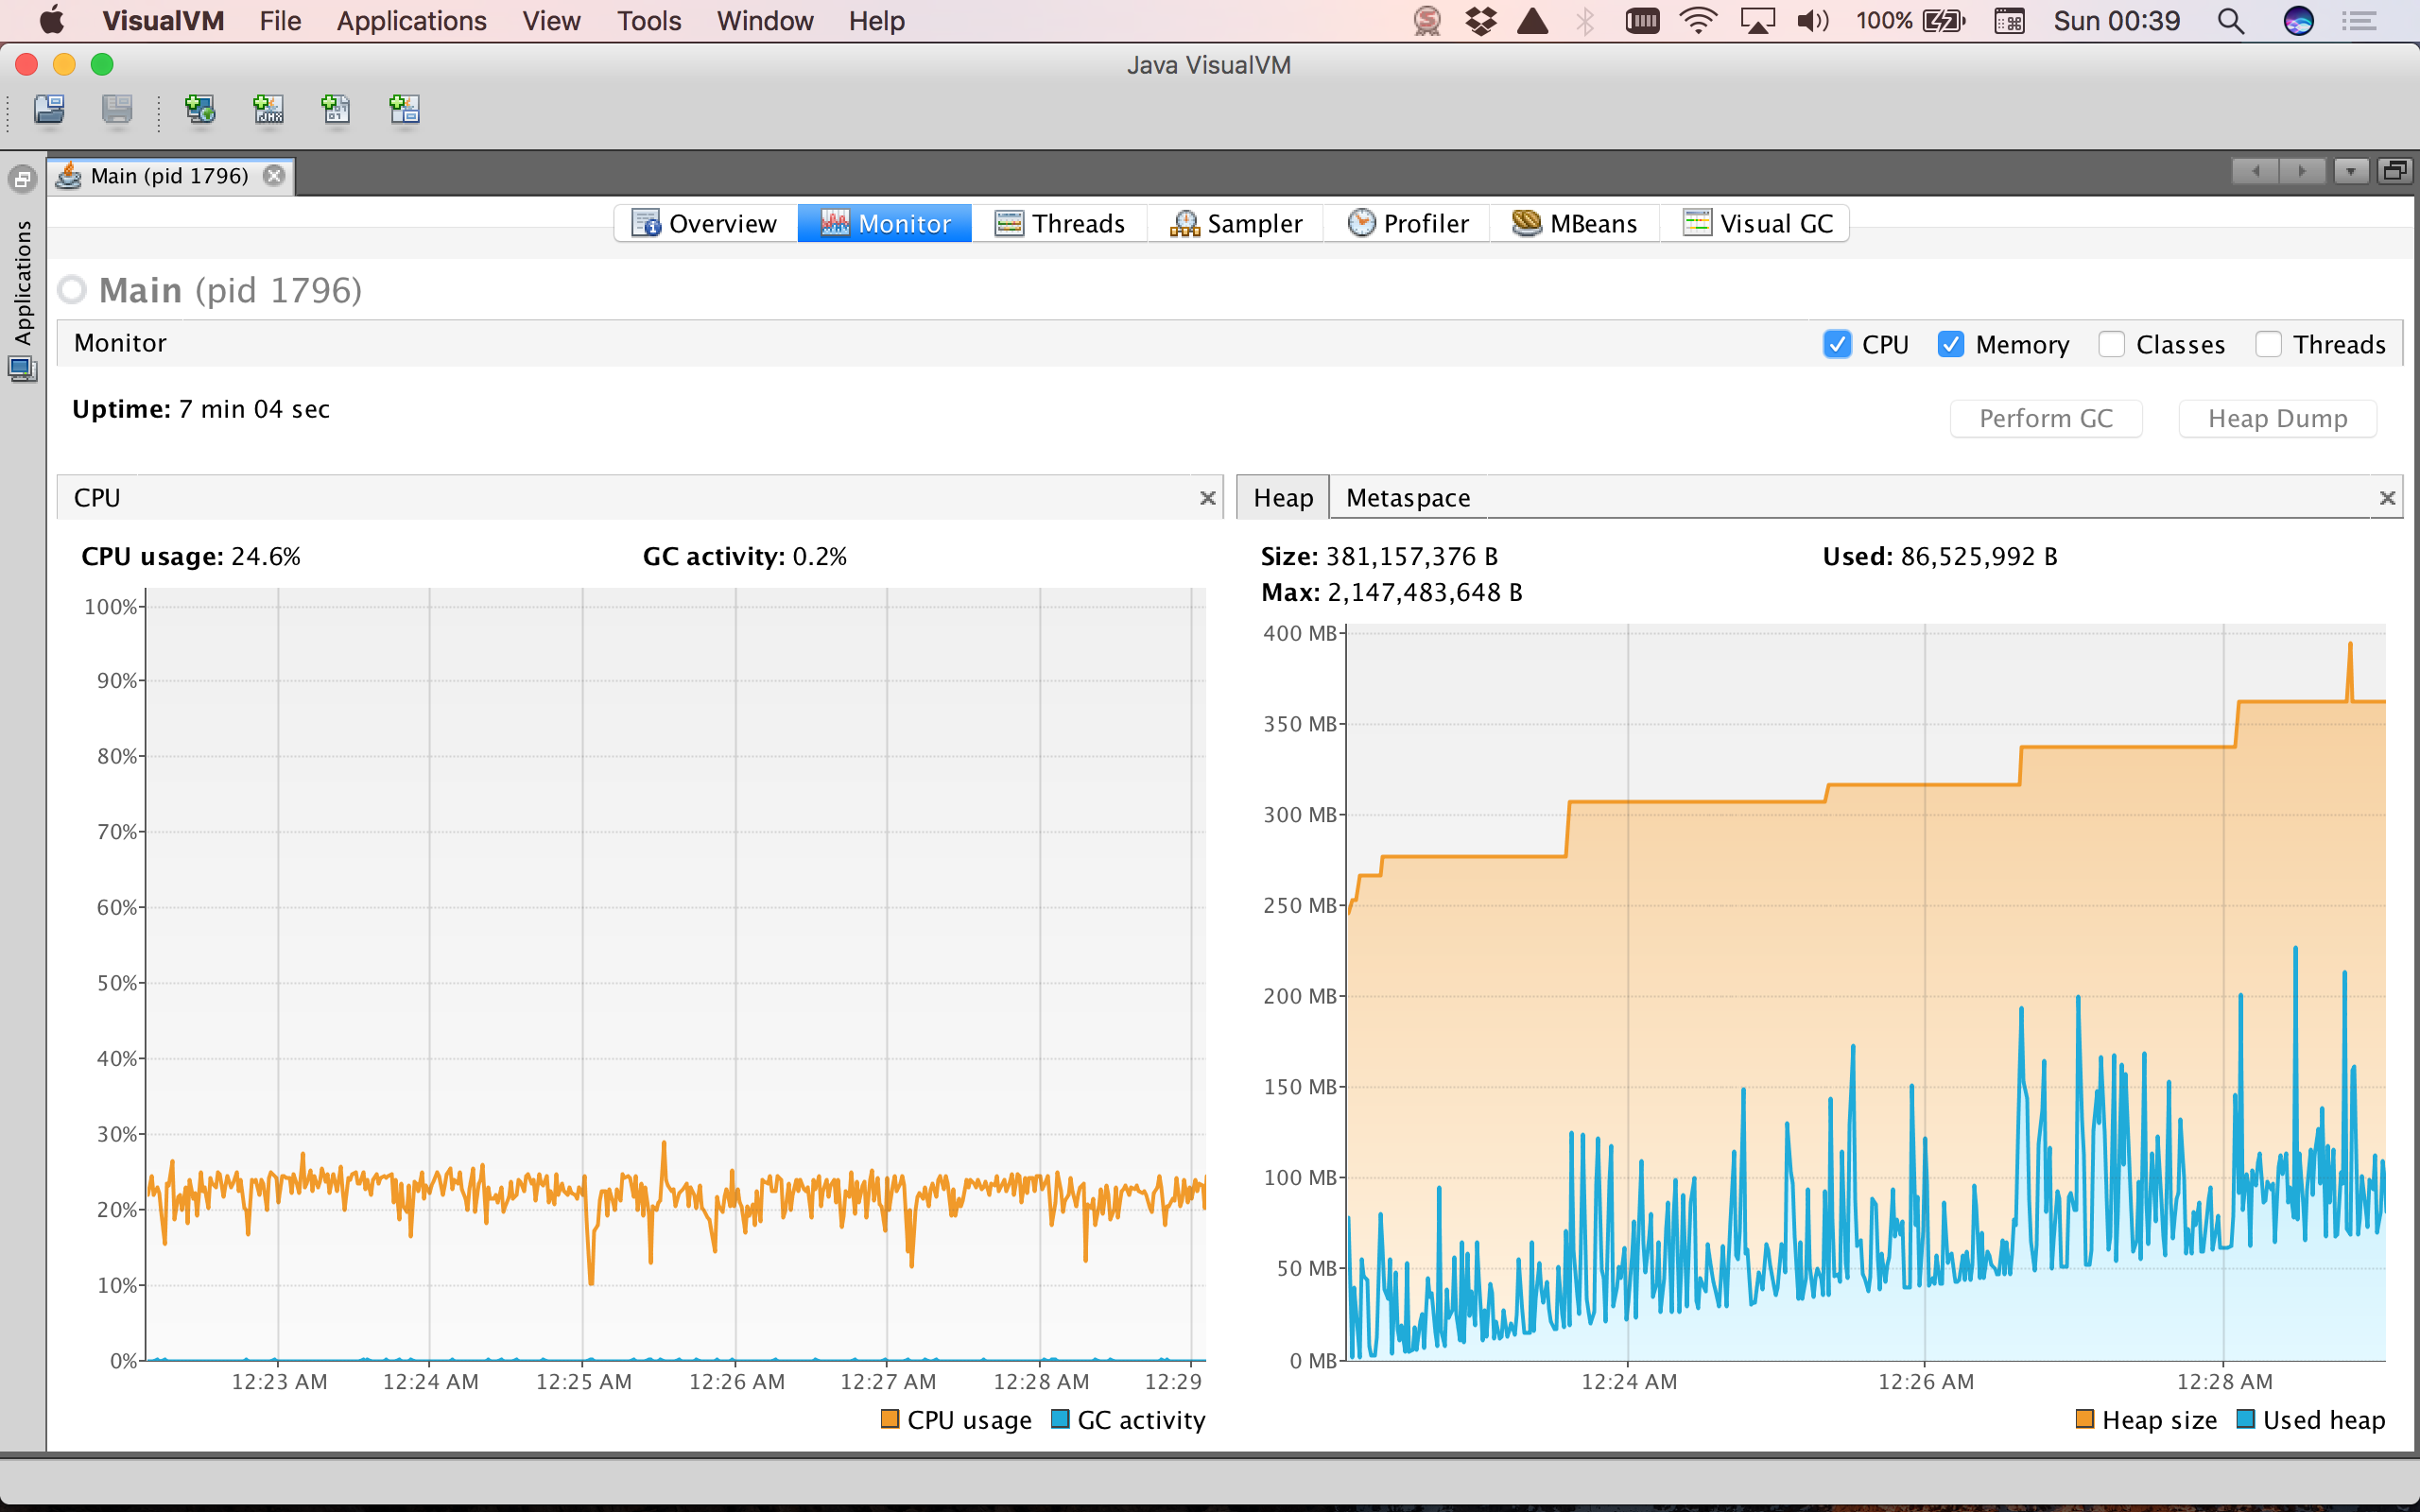 VisualVM File Applications View Tools Window Help 100% Sun 00:39
Java VisualVM
Applications
Main (pid 1796)
Overview Monitor Threads Sampler Profiler MBeans Visual GC
Main (pid 1796)
Monitor CPU Memory Classes Threads
Uptime: 7 min 04 sec Perform GC Heap Dump
CPU
CPU usage: 24.6% GC activity: 0.2%
100%
90%
80%
70%
60%
50%
40%
30%
20%
10%
0%
12:23 AM 12:24 AM 12:25 AM 12:26 AM 12:27 AM 12:28 AM 12:29
CPU usage GC activity
Heap Metaspace
Size: 381,157,376 B Used: 86,525,992 B
Max: 2,147,483,648 B
400 MB
350 MB
300 MB
250 MB
200 MB
150 MB
100 MB
50 MB
0 MB
12:24 AM 12:26 AM 12:28 AM
Heap size Used heap